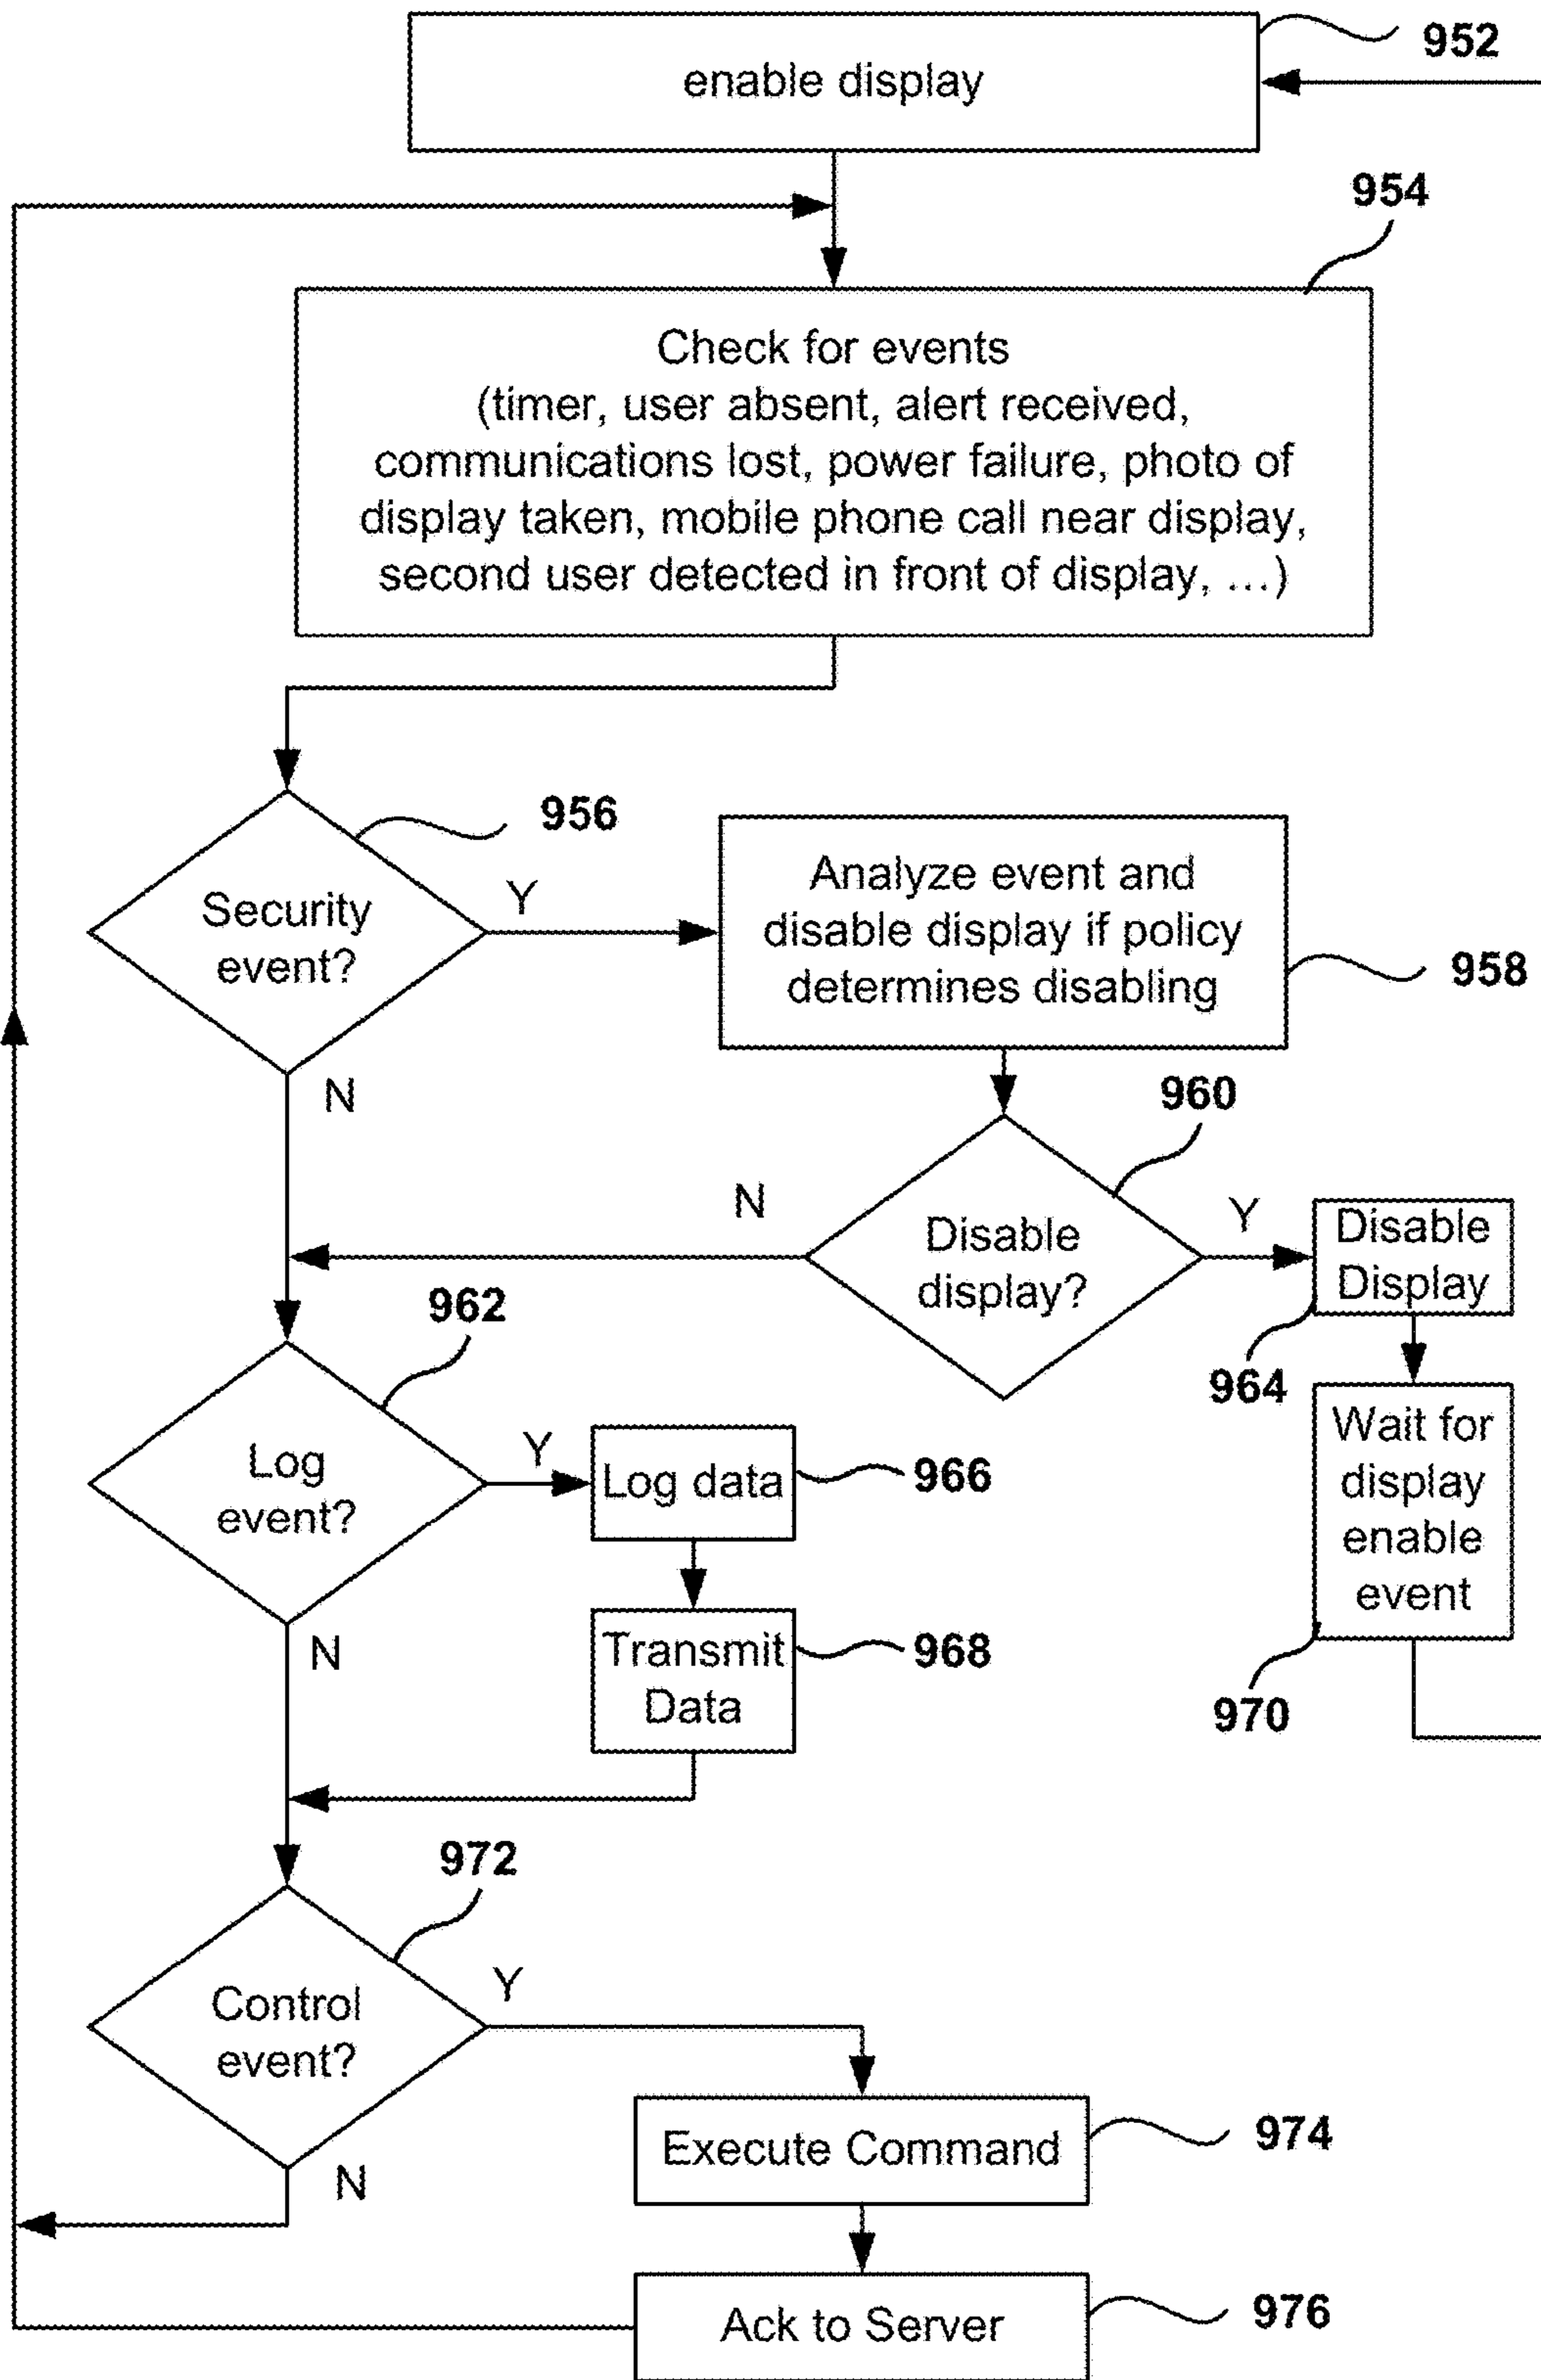 952
enable display
954
Check for events
(timer, user absent, alert received,
communications lost, power failure, photo of
display taken, mobile phone call near display,
second user detected in front of display, ...)
956
Security
event?
Y
N
Analyze event and
disable display if policy
determines disabling
958
960
Disable
display?
N
Y
Disable
Display
964
Wait for
display
enable
event
970
962
Log
event?
Y
N
Log data
966
Transmit
Data
968
972
Control
event?
Y
N
Execute Command
974
Ack to Server
976